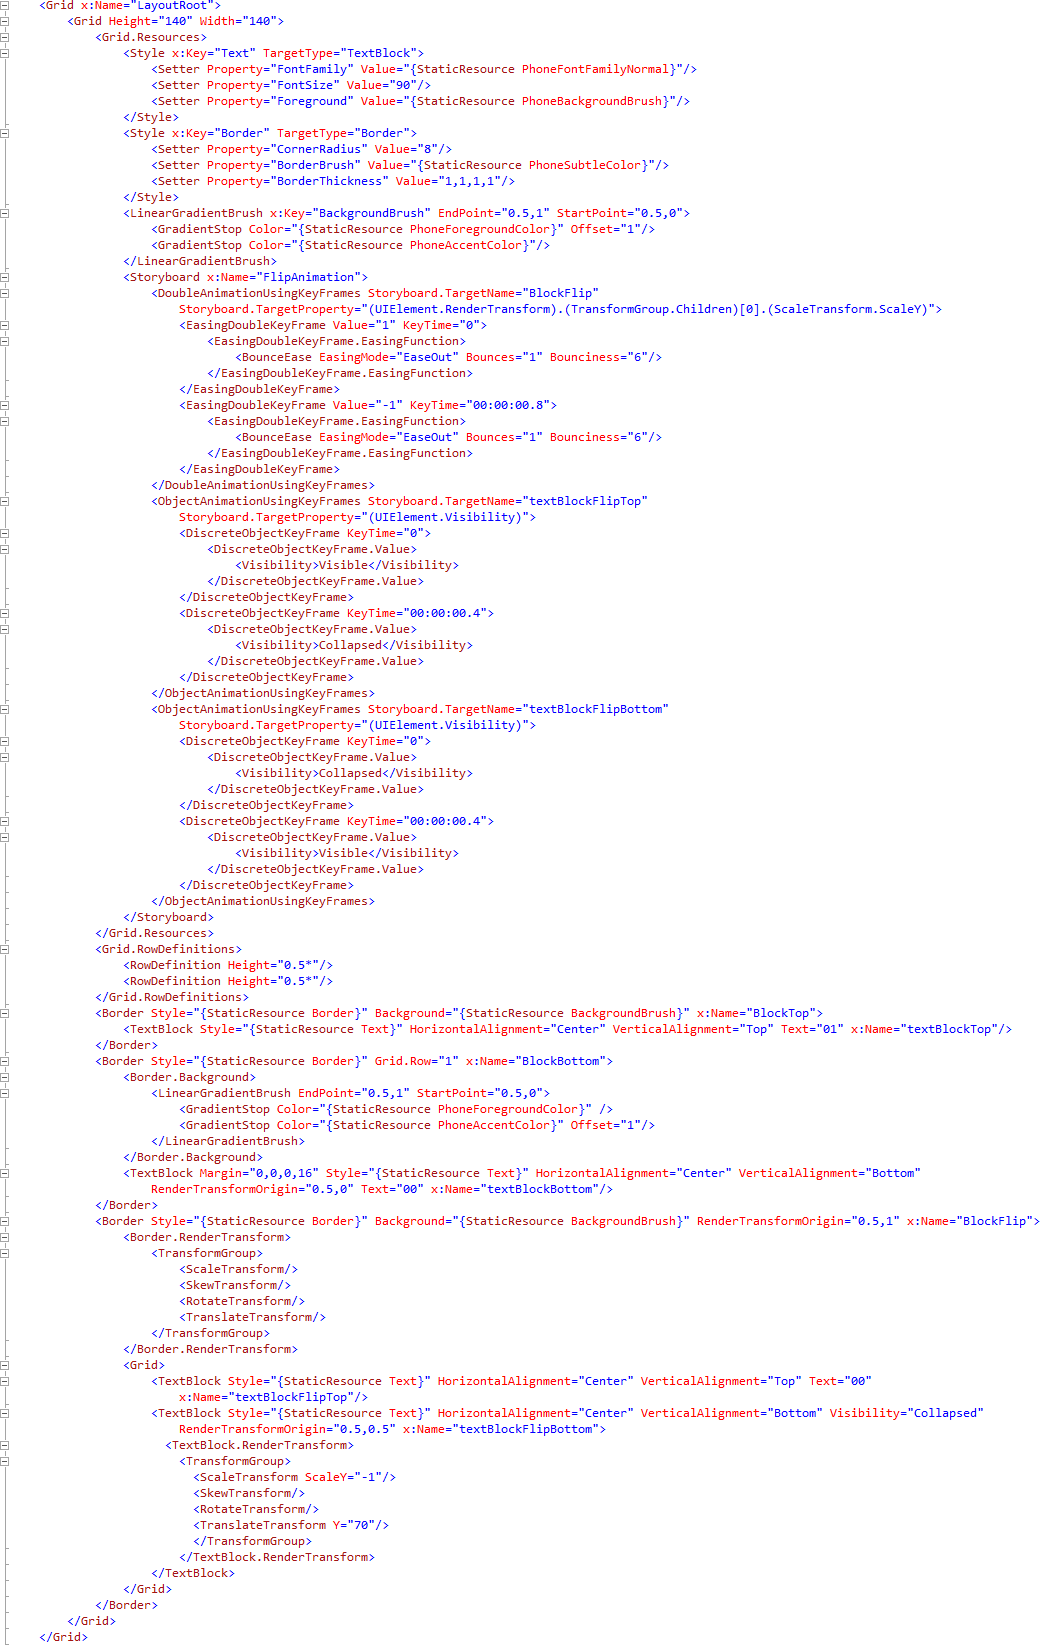 <Grid x:Name="LayoutRoot">
<Grid Height="140" Width="140">
<Grid.Resources>
<Style x:Key="Text" TargetType="TextBlock">
<Setter Property="FontFamily" Value="{StaticResource PhoneFontFamilyNormal}"/>
<Setter Property="FontSize" Value="90"/>
<Setter Property="Foreground" Value="{StaticResource PhoneBackgroundBrush}"/>
</Style>
<Style x:Key="Border" TargetType="Border">
<Setter Property="CornerRadius" Value="8"/>
<Setter Property="BorderBrush" Value="{StaticResource PhoneSubtleColor}"/>
<Setter Property="BorderThickness" Value="1,1,1,1"/>
</Style>
<LinearGradientBrush x:Key="BackgroundBrush" EndPoint="0.5,1" StartPoint="0.5,0">
<GradientStop Color="{StaticResource PhoneForegroundColor}" Offset="1"/>
<GradientStop Color="{StaticResource PhoneAccentColor}"/>
</LinearGradientBrush>
<Storyboard x:Name="FlipAnimation">
<DoubleAnimationUsingKeyFrames Storyboard.TargetName="BlockFlip"
Storyboard.TargetProperty="(UIElement.RenderTransform).(TransformGroup.Children)[0].(ScaleTransform.ScaleY)">
<EasingDoubleKeyFrame Value="1" KeyTime="0">
<EasingDoubleKeyFrame.EasingFunction>
<BounceEase EasingMode="EaseOut" Bounces="1" Bounciness="6"/>
</EasingDoubleKeyFrame.EasingFunction>
</EasingDoubleKeyFrame>
<EasingDoubleKeyFrame Value="-1" KeyTime="00:00:00.8">
<EasingDoubleKeyFrame.EasingFunction>
<BounceEase EasingMode="EaseOut" Bounces="1" Bounciness="6"/>
</EasingDoubleKeyFrame.EasingFunction>
</EasingDoubleKeyFrame>
</DoubleAnimationUsingKeyFrames>
<ObjectAnimationUsingKeyFrames Storyboard.TargetName="textBlockFlipTop"
Storyboard.TargetProperty="(UIElement.Visibility)">
<DiscreteObjectKeyFrame KeyTime="0">
<DiscreteObjectKeyFrame.Value>
<Visibility>Visible</Visibility>
</DiscreteObjectKeyFrame.Value>
</DiscreteObjectKeyFrame>
<DiscreteObjectKeyFrame KeyTime="00:00:00.4">
<DiscreteObjectKeyFrame.Value>
<Visibility>Collapsed</Visibility>
</DiscreteObjectKeyFrame.Value>
</DiscreteObjectKeyFrame>
</ObjectAnimationUsingKeyFrames>
<ObjectAnimationUsingKeyFrames Storyboard.TargetName="textBlockFlipBottom"
Storyboard.TargetProperty="(UIElement.Visibility)">
<DiscreteObjectKeyFrame KeyTime="0">
<DiscreteObjectKeyFrame.Value>
<Visibility>Collapsed</Visibility>
</DiscreteObjectKeyFrame.Value>
</DiscreteObjectKeyFrame>
<DiscreteObjectKeyFrame KeyTime="00:00:00.4">
<DiscreteObjectKeyFrame.Value>
<Visibility>Visible</Visibility>
</DiscreteObjectKeyFrame.Value>
</DiscreteObjectKeyFrame>
</ObjectAnimationUsingKeyFrames>
</Storyboard>
</Grid.Resources>
<Grid.RowDefinitions>
<RowDefinition Height="0.5*"/>
<RowDefinition Height="0.5*"/>
</Grid.RowDefinitions>
<Border Style="{StaticResource Border}" Background="{StaticResource BackgroundBrush}" x:Name="BlockTop">
<TextBlock Style="{StaticResource Text}" HorizontalAlignment="Center" VerticalAlignment="Top" Text="01" x:Name="textBlockTop"/>
</Border>
<Border Style="{StaticResource Border}" Grid.Row="1" x:Name="BlockBottom">
<Border.Background>
<LinearGradientBrush EndPoint="0.5,1" StartPoint="0.5,0">
<GradientStop Color="{StaticResource PhoneForegroundColor}" />
<GradientStop Color="{StaticResource PhoneAccentColor}" Offset="1"/>
</LinearGradientBrush>
</Border.Background>
<TextBlock Margin="0,0,0,16" Style="{StaticResource Text}" HorizontalAlignment="Center" VerticalAlignment="Bottom"
RenderTransformOrigin="0.5,0" Text="00" x:Name="textBlockBottom"/>
</Border>
<Border Style="{StaticResource Border}" Background="{StaticResource BackgroundBrush}" RenderTransformOrigin="0.5,1" x:Name="BlockFlip">
<Border.RenderTransform>
<TransformGroup>
<ScaleTransform/>
<SkewTransform/>
<RotateTransform/>
<TranslateTransform/>
</TransformGroup>
</Border.RenderTransform>
<Grid>
<TextBlock Style="{StaticResource Text}" HorizontalAlignment="Center" VerticalAlignment="Top" Text="00"
x:Name="textBlockFlipTop"/>
<TextBlock Style="{StaticResource Text}" HorizontalAlignment="Center" VerticalAlignment="Bottom" Visibility="Collapsed"
RenderTransformOrigin="0.5,0.5" x:Name="textBlockFlipBottom">
<TextBlock.RenderTransform>
<TransformGroup>
<ScaleTransform ScaleY="-1"/>
<SkewTransform/>
<RotateTransform/>
<TranslateTransform Y="70"/>
</TransformGroup>
</TextBlock.RenderTransform>
</TextBlock>
</Grid>
</Border>
</Grid>
</Grid>